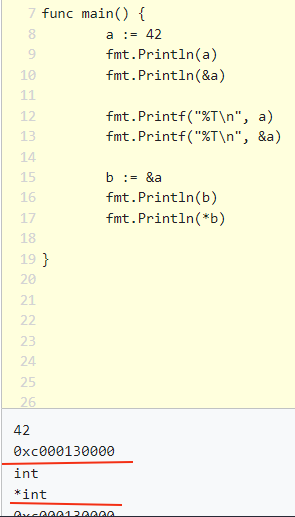 7 func main() {
8 a := 42
9 fmt.Println(a)
10 fmt.Println(&a)
11
12 fmt.Printf("%T\n", a)
13 fmt.Printf("%T\n", &a)
14
15 b := &a
16 fmt.Println(b)
17 fmt.Println(*b)
18
19 }
20
21
22
23
24
25
26
42
0xc000130000
int
*int
0xc000130000